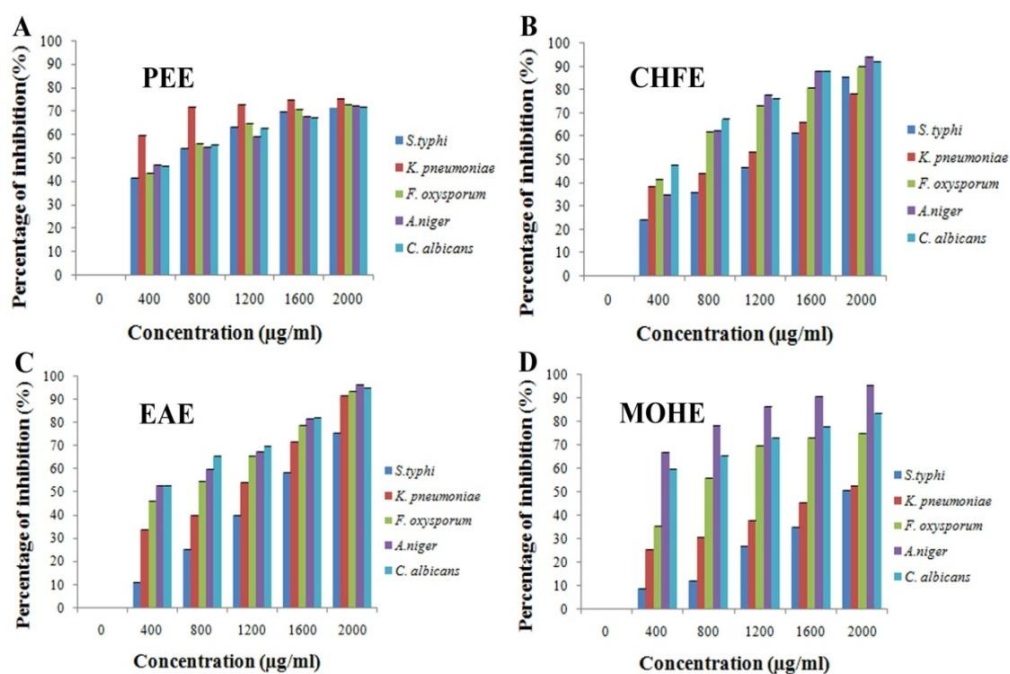 A
PEE
Percentage of inhibition(%)
100
90
80
70
60
50
40
30
20
10
0
0 400 800 1200 1600 2000
Concentration (µg/ml)
S.typhi
K. pneumoniae
F. oxysporum
A.niger
C. albicans
B
CHFE
Percentage of inhibition (%)
100
90
80
70
60
50
40
30
20
10
0
0 400 800 1200 1600 2000
Concentration (µg/ml)
S.typhi
K. pneumoniae
F. oxysporum
A.niger
C. albicans
C
EAE
Percentage of inhibition (%)
100
90
80
70
60
50
40
30
20
10
0
0 400 800 1200 1600 2000
Concentration (µg/ml)
S.typhi
K. pneumoniae
F. oxysporum
A.niger
C. albicans
D
MOHE
Percentage of inhibition (%)
100
90
80
70
60
50
40
30
20
10
0
0 400 800 1200 1600 2000
Concentration (µg/ml)
S.typhi
K. pneumoniae
F. oxysporum
A.niger
C. albicans